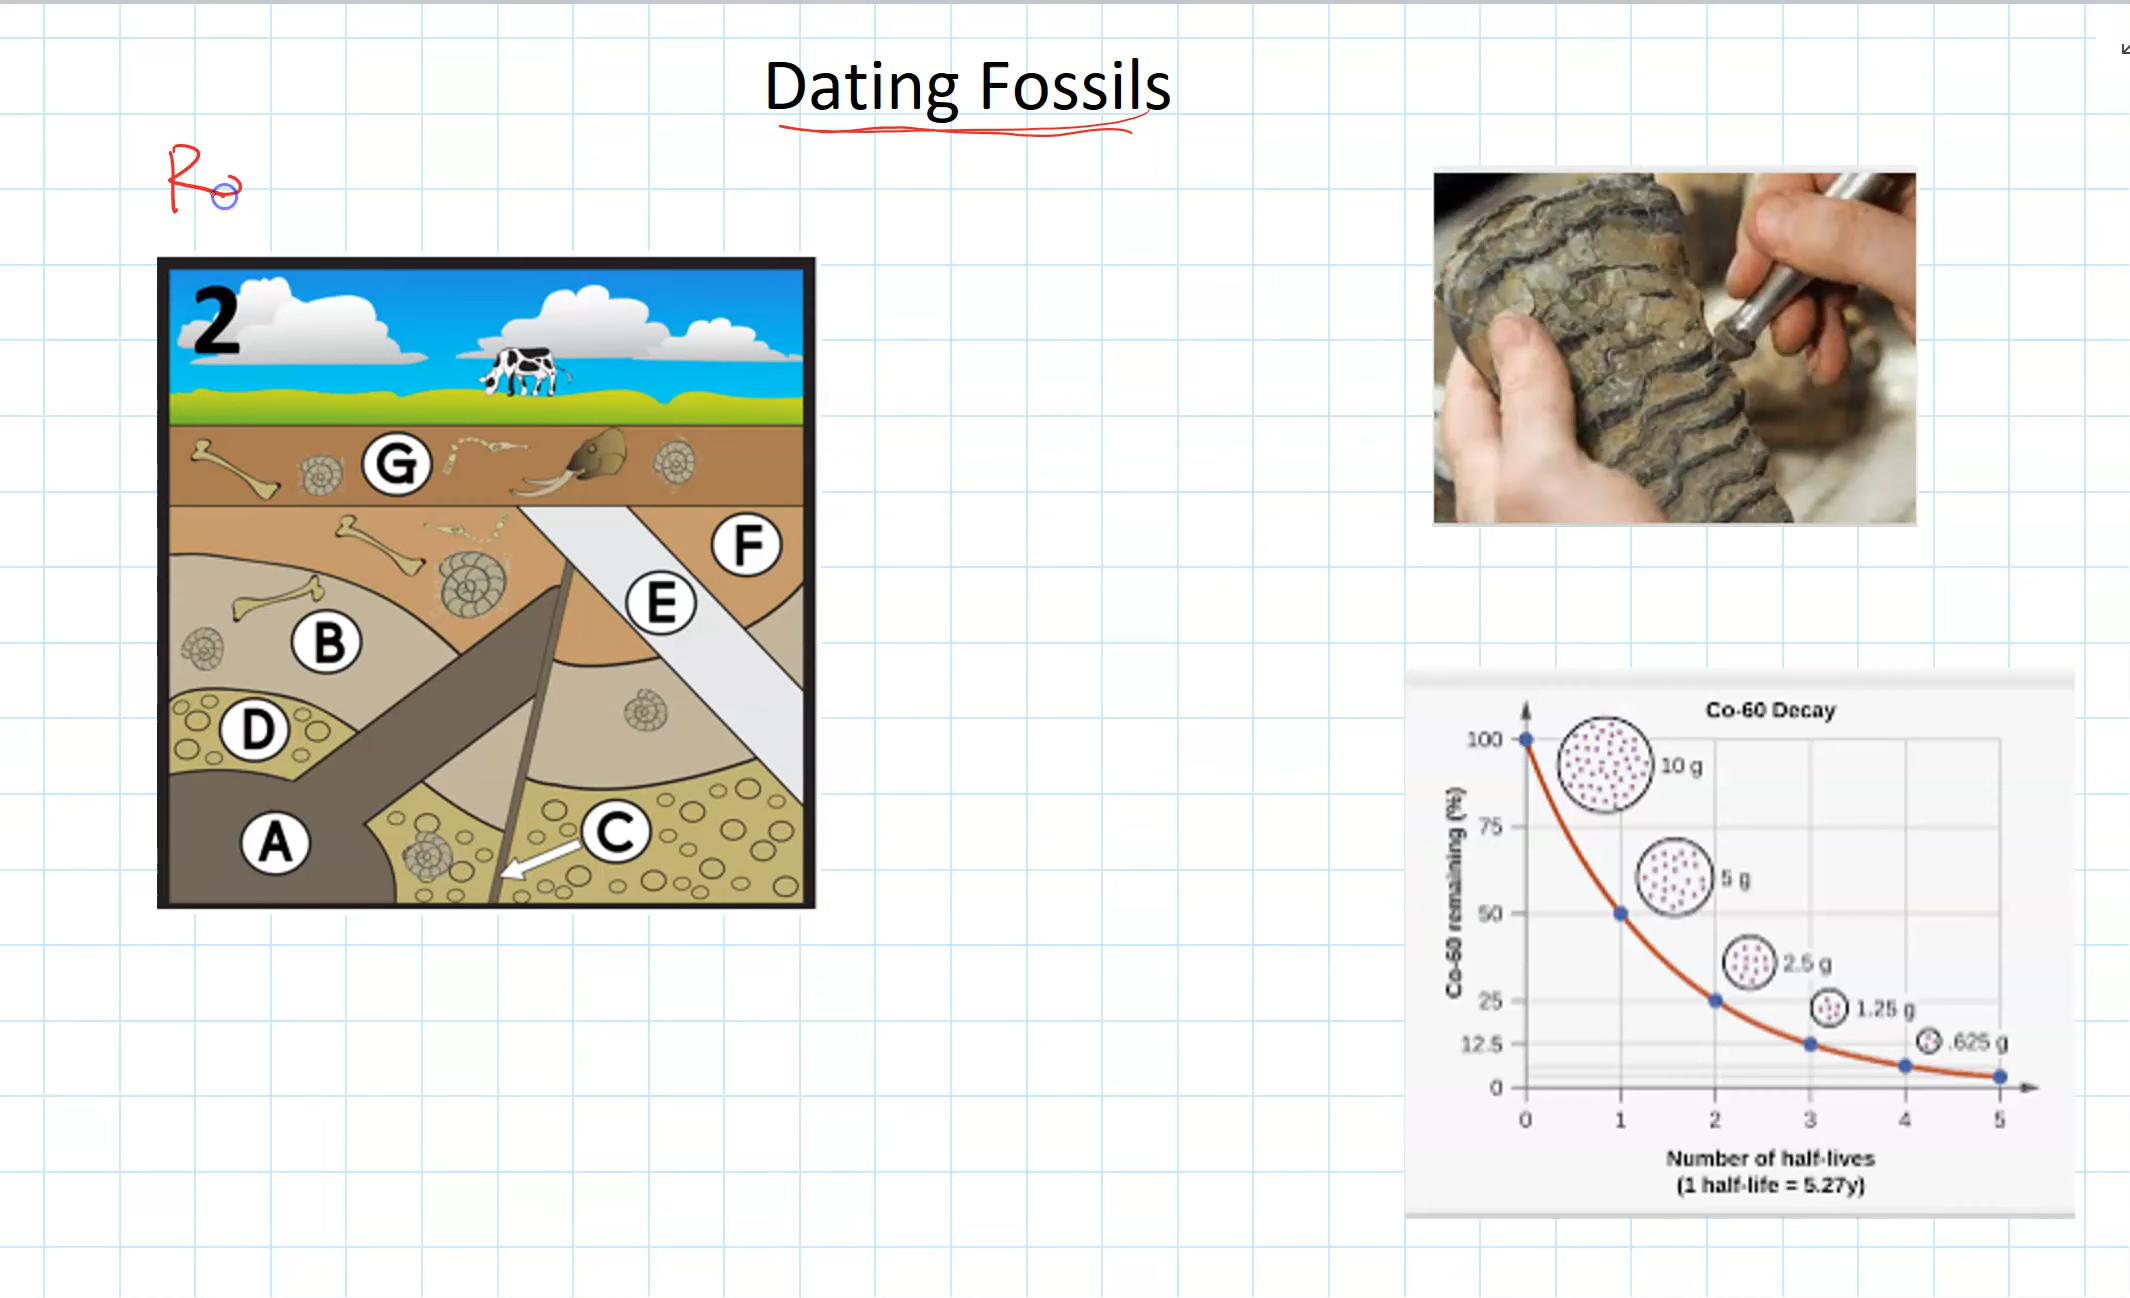 Dating Fossils
2
G
F
E
B
D
C
A
Co-60 Decay
Co-60 remaining (%)
100
75
50
25
12.5
0
10 g
5 g
2.5 g
1.25 g
.625 g
0 1 2 3 4 5
Number of half-lives
(1 half-life = 5.27y)